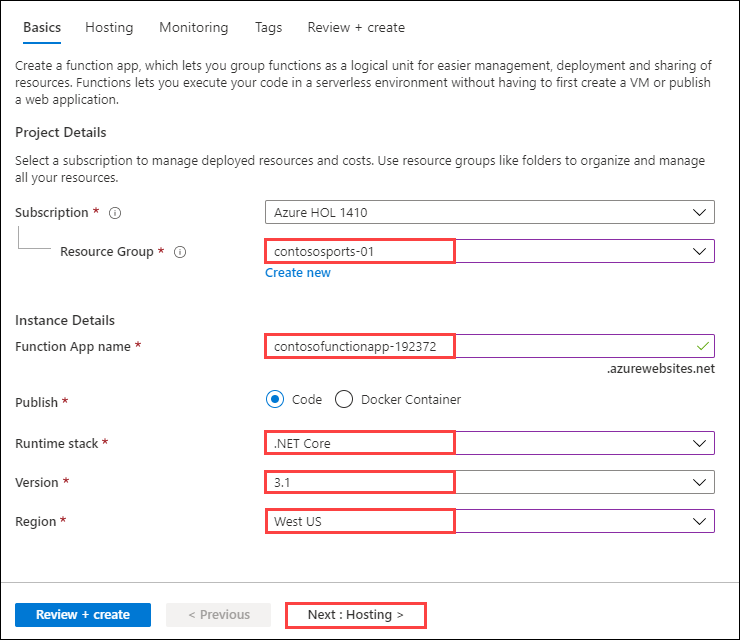 Basics Hosting Monitoring Tags Review + create
Create a function app, which lets you group functions as a logical unit for easier management, deployment and sharing of
resources. Functions lets you execute your code in a serverless environment without having to first create a VM or publish
a web application.
Project Details
Select a subscription to manage deployed resources and costs. Use resource groups like folders to organize and manage
all your resources.
Subscription * Azure HOL 1410
Resource Group * contososports-01
Create new
Instance Details
Function App name * contosofunctionapp-192372
.azurewebsites.net
Publish * Code Docker Container
Runtime stack * .NET Core
Version * 3.1
Region * West US
Review + create < Previous Next : Hosting >